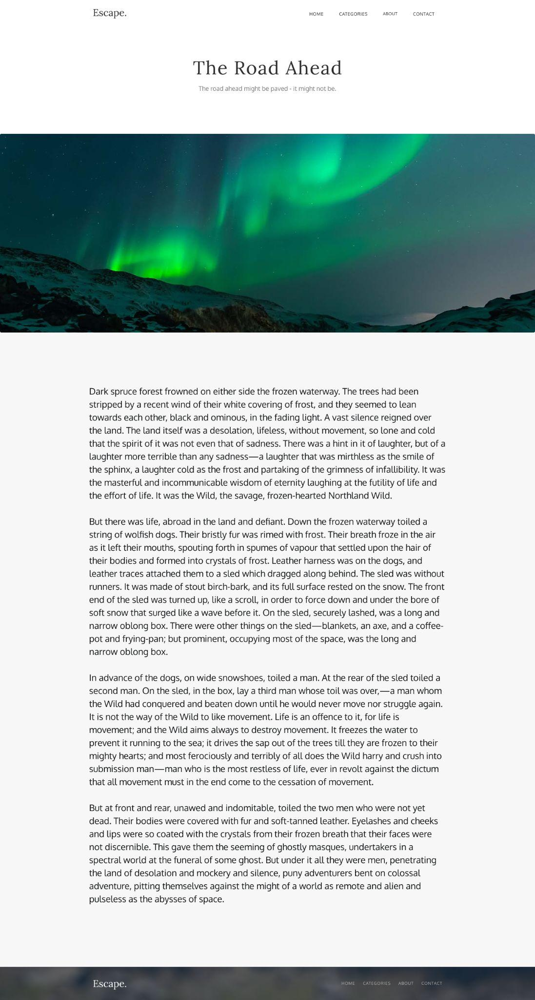 Escape.
HOME CATEGORIES ABOUT CONTACT
The Road Ahead
The road ahead might be paved - it might not be.
Dark spruce forest frowned on either side the frozen waterway. The trees had been
stripped by a recent wind of their white covering of frost, and they seemed to lean
towards each other, black and ominous, in the fading light. A vast silence reigned over
the land. The land itself was a desolation, lifeless, without movement, so lone and cold
that the spirit of it was not even that of sadness. There was a hint in it of laughter, but of a
laughter more terrible than any sadness—a laughter that was mirthless as the smile of
the sphinx, a laughter cold as the frost and partaking of the grimness of infallibility. It was
the masterful and incommunicable wisdom of eternity laughing at the futility of life and
the effort of life. It was the Wild, the savage, frozen-hearted Northland Wild.
But there was life, abroad in the land and defiant. Down the frozen waterway toiled a
string of wolfish dogs. Their bristly fur was rimed with frost. Their breath froze in the air
as it left their mouths, spouting forth in spumes of vapour that settled upon the hair of
their bodies and formed into crystals of frost. Leather harness was on the dogs, and
leather traces attached them to a sled which dragged along behind. The sled was without
runners. It was made of stout birch-bark, and its full surface rested on the snow. The front
end of the sled was turned up, like a scroll, in order to force down and under the bore of
soft snow that surged like a wave before it. On the sled, securely lashed, was a long and
narrow oblong box. There were other things on the sled—blankets, an axe, and a coffee-
pot and frying-pan; but prominent, occupying most of the space, was the long and
narrow oblong box.
In advance of the dogs, on wide snowshoes, toiled a man. At the rear of the sled toiled a
second man. On the sled, in the box, lay a third man whose toil was over,—a man whom
the Wild had conquered and beaten down until he would never move nor struggle again.
It is not the way of the Wild to like movement. Life is an offence to it, for life is
movement; and the Wild aims always to destroy movement. It freezes the water to
prevent it running to the sea; it drives the sap out of the trees till they are frozen to their
mighty hearts; and most ferociously and terribly of all does the Wild harry and crush into
submission man—man who is the most restless of life, ever in revolt against the dictum
that all movement must in the end come to the cessation of movement.
But at front and rear, unawed and indomitable, toiled the two men who were not yet
dead. Their bodies were covered with fur and soft-tanned leather. Eyelashes and cheeks
and lips were so coated with the crystals from their frozen breath that their faces were
not discernible. This gave them the seeming of ghostly masques, undertakers in a
spectral world at the funeral of some ghost. But under it all they were men, penetrating
the land of desolation and mockery and silence, puny adventurers bent on colossal
adventure, pitting themselves against the might of a world as remote and alien and
pulseless as the abysses of space.
Escape.
HOME CATEGORIES ABOUT CONTACT